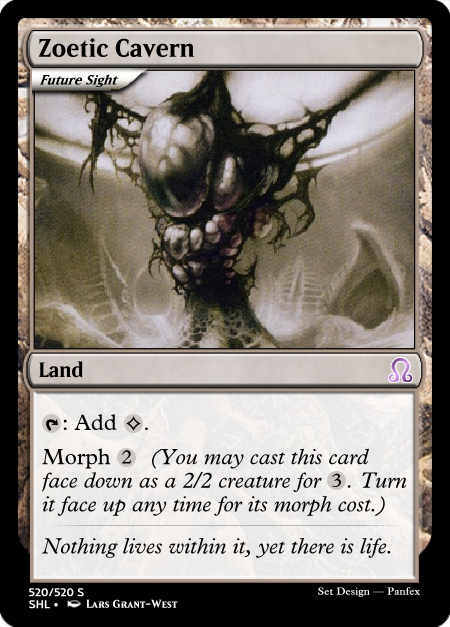 Zoetic Cavern
Future Sight
Land
: Add .
Morph 2 (You may cast this card
face down as a 2/2 creature for 3. Turn
it face up any time for its morph cost.)
Nothing lives within it, yet there is life.
520/520 S
SHL · Lars Grant-West
Set Design — Panfex